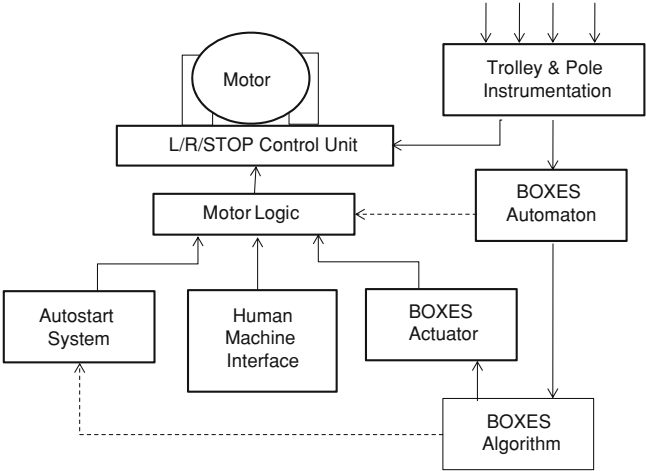 Motor
Trolley & Pole
Instrumentation
L/R/STOP Control Unit
BOXES
Automaton
Motor Logic
Autostart
System
Human
Machine
Interface
BOXES
Actuator
BOXES
Algorithm